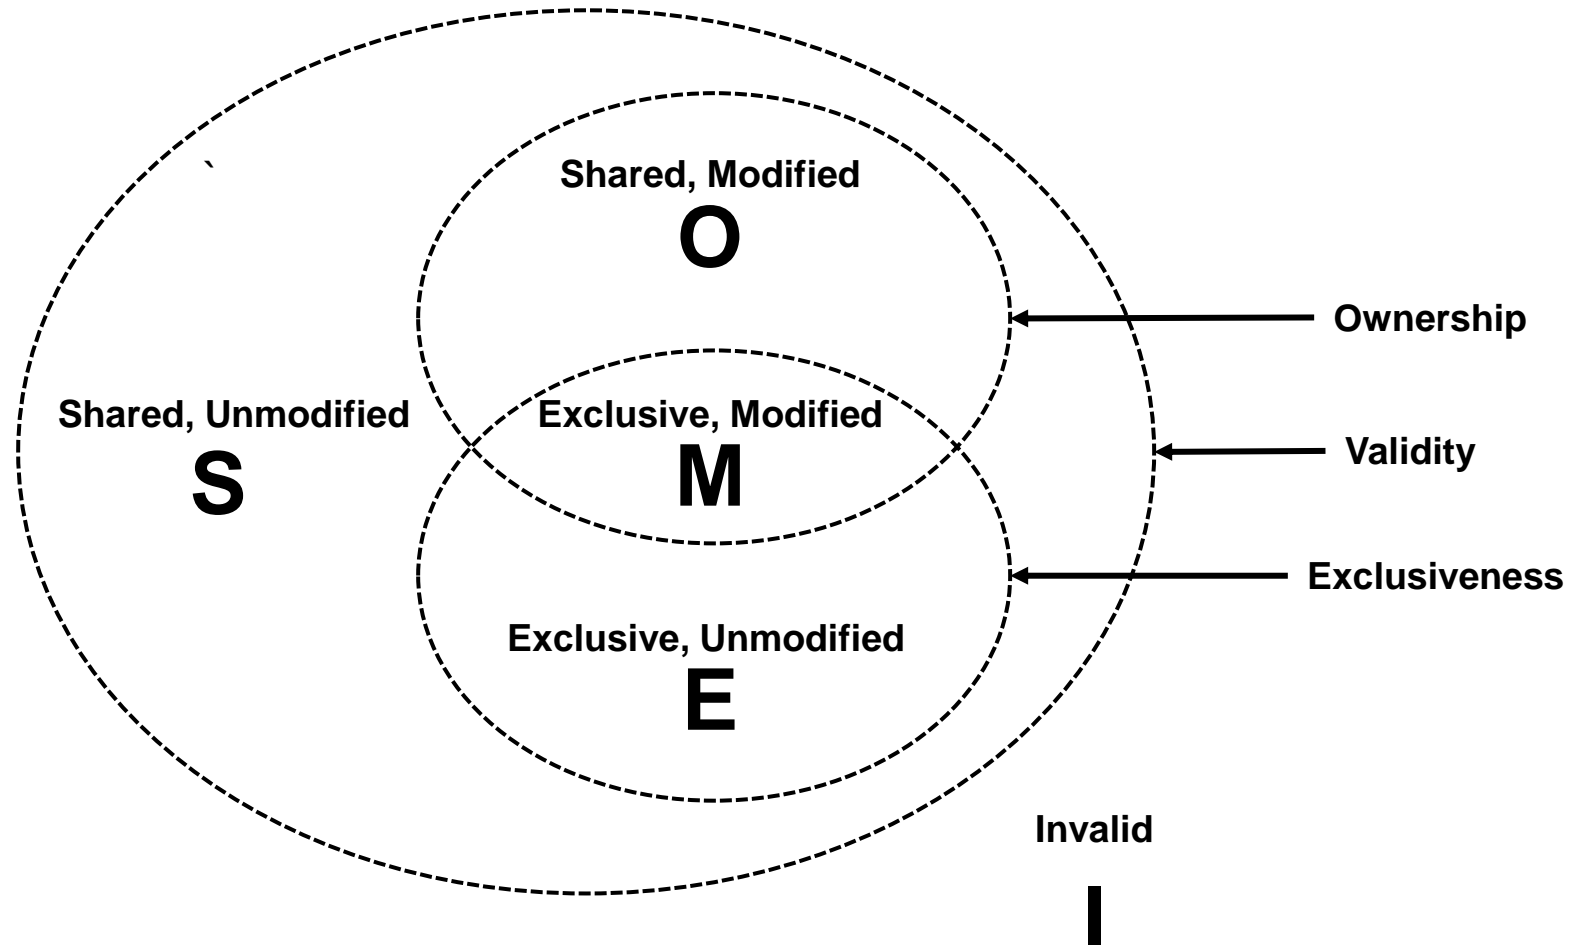 `
Shared, Modified
O
Ownership
Shared, Unmodified
S
Exclusive, Modified
M
Validity
Exclusiveness
Exclusive, Unmodified
E
Invalid
I